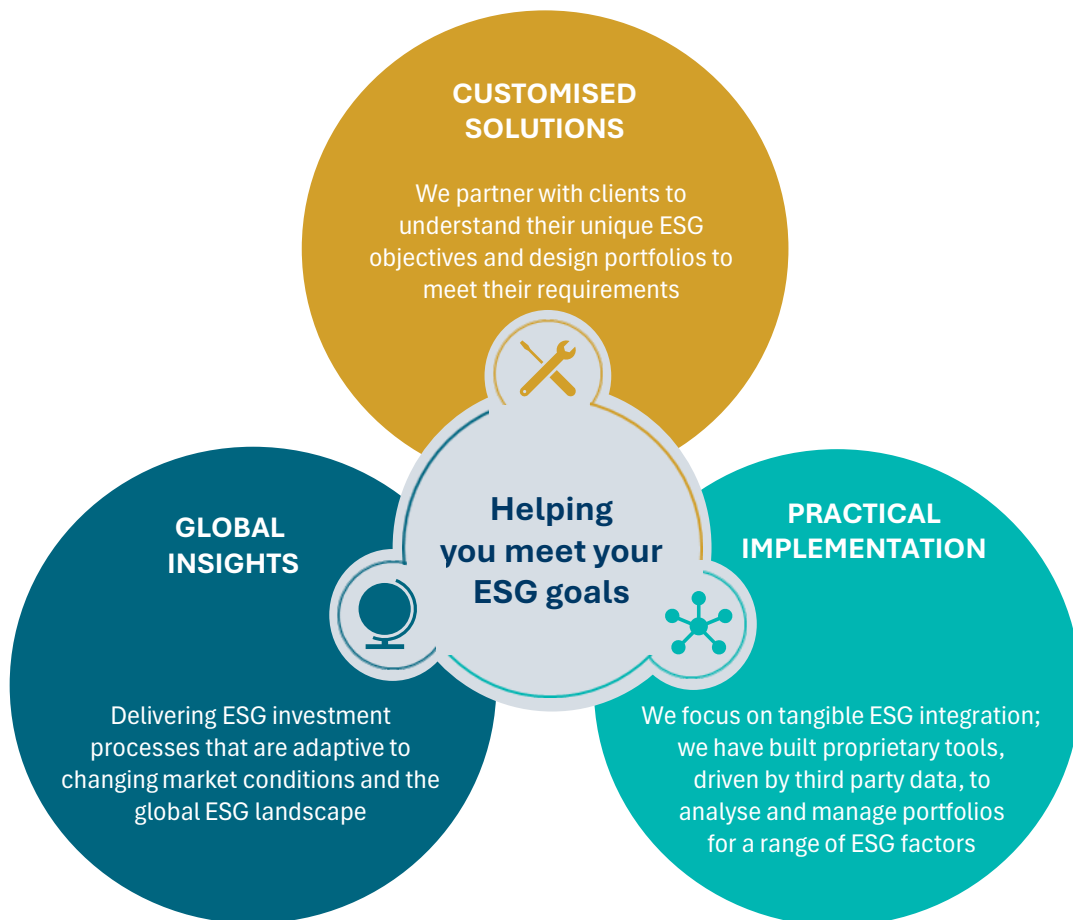 CUSTOMISED
SOLUTIONS
We partner with clients to
understand their unique ESG
objectives and design portfolios to
meet their requirements
Helping
you meet your
ESG goals
GLOBAL
INSIGHTS
Delivering ESG investment
processes that are adaptive to
changing market conditions and the
global ESG landscape
PRACTICAL
IMPLEMENTATION
We focus on tangible ESG integration;
we have built proprietary tools,
driven by third party data, to
analyse and manage portfolios
for a range of ESG factors